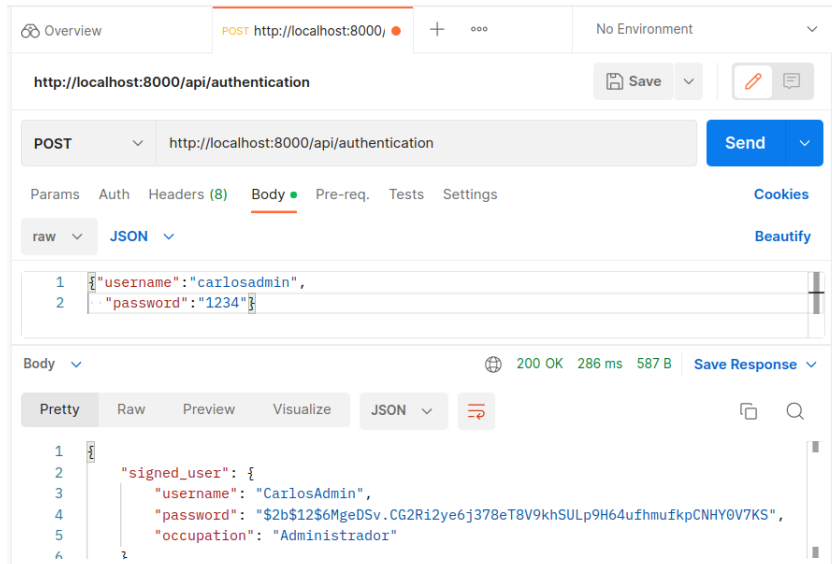 Overview POST http://localhost:8000/ No Environment
http://localhost:8000/api/authentication Save
POST http://localhost:8000/api/authentication Send
Params Auth Headers (8) Body Pre-req. Tests Settings Cookies
raw JSON Beautify
1 {"username":"carlosadmin",
2 "password":"1234"}
Body 200 OK 286 ms 587 B Save Response
Pretty Raw Preview Visualize JSON
1 {
2 "signed_user": {
3 "username": "CarlosAdmin",
4 "password": "$2b$12$6MgeDSv.CG2Ri2ye6j378eT8V9khSULp9H64ufhmufkpCNHY0V7KS",
5 "occupation": "Administrador"
6 }